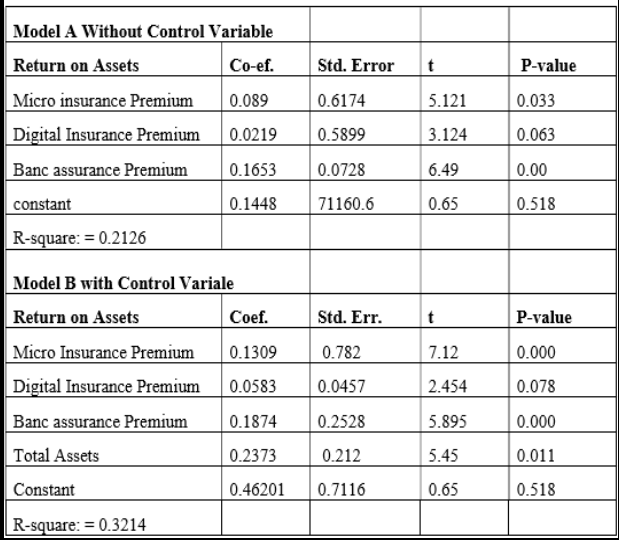 Model A Without Control Variable
Return on Assets Co-ef. Std. Error t P-value
Micro insurance Premium 0.089 0.6174 5.121 0.033
Digital Insurance Premium 0.0219 0.5899 3.124 0.063
Banc assurance Premium 0.1653 0.0728 6.49 0.00
constant 0.1448 71160.6 0.65 0.518
R-square: = 0.2126
Model B with Control Variale
Return on Assets Coef. Std. Err. t P-value
Micro Insurance Premium 0.1309 0.782 7.12 0.000
Digital Insurance Premium 0.0583 0.0457 2.454 0.078
Banc assurance Premium 0.1874 0.2528 5.895 0.000
Total Assets 0.2373 0.212 5.45 0.011
Constant 0.46201 0.7116 0.65 0.518
R-square: = 0.3214